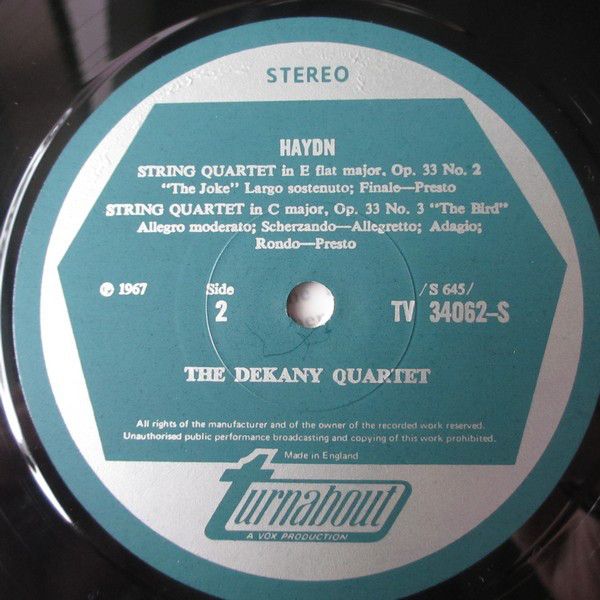 STEREO
HAYDN
STRING QUARTET in E flat major, Op. 33 No. 2
"The Joke" Largo sostenuto; Finale—Presto
STRING QUARTET in C major, Op. 33 No. 3 "The Bird"
Allegro moderato; Scherzando—Allegretto; Adagio;
Rondo—Presto
℗ 1967
Side
2
/S 645/
TV 34062-S
THE DEKANY QUARTET
All rights of the manufacturer and of the owner of the recorded work reserved.
Unauthorised public performance broadcasting and copying of this work prohibited.
Made in England
turnabout
A VOX PRODUCTION